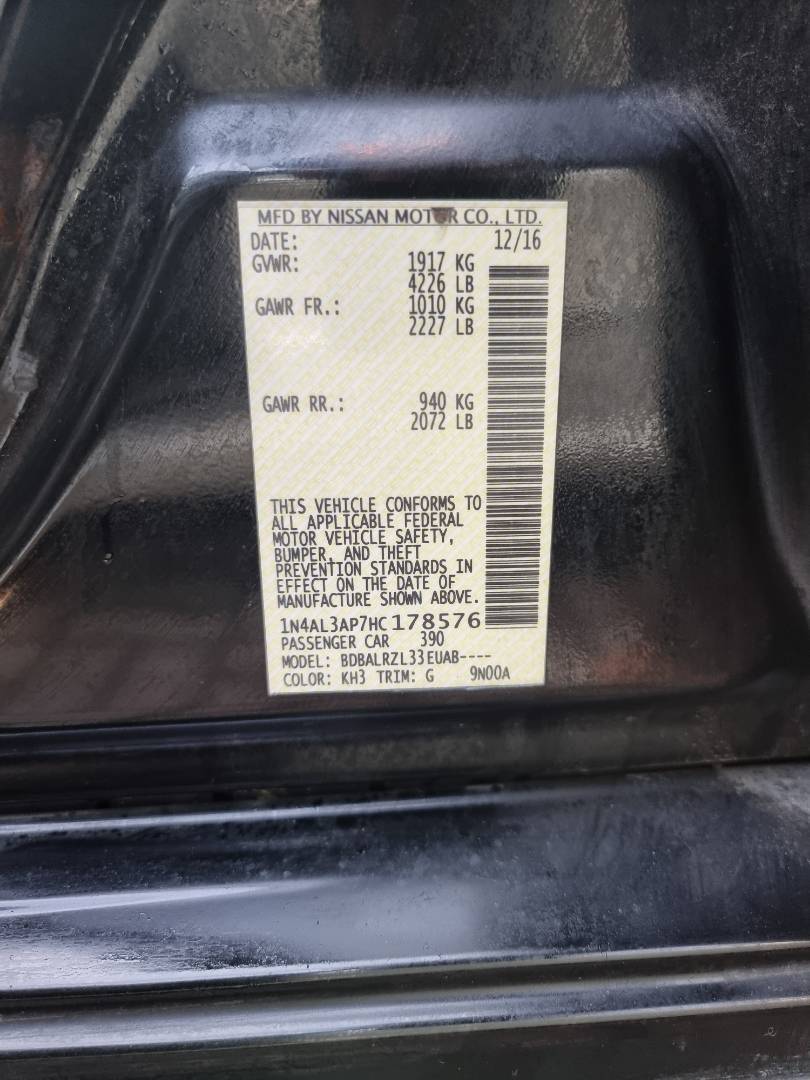 MFD BY NISSAN MOTOR CO., LTD.
DATE: 12/16
GVWR: 1917 KG
4226 LB
GAWR FR.: 1010 KG
2227 LB
GAWR RR.: 940 KG
2072 LB
THIS VEHICLE CONFORMS TO
ALL APPLICABLE FEDERAL
MOTOR VEHICLE SAFETY,
BUMPER, AND THEFT
PREVENTION STANDARDS IN
EFFECT ON THE DATE OF
MANUFACTURE SHOWN ABOVE.
1N4AL3AP7HC178576
PASSENGER CAR 390
MODEL: BDBALRZL33EUAB----
COLOR: KH3 TRIM: G 9N00A